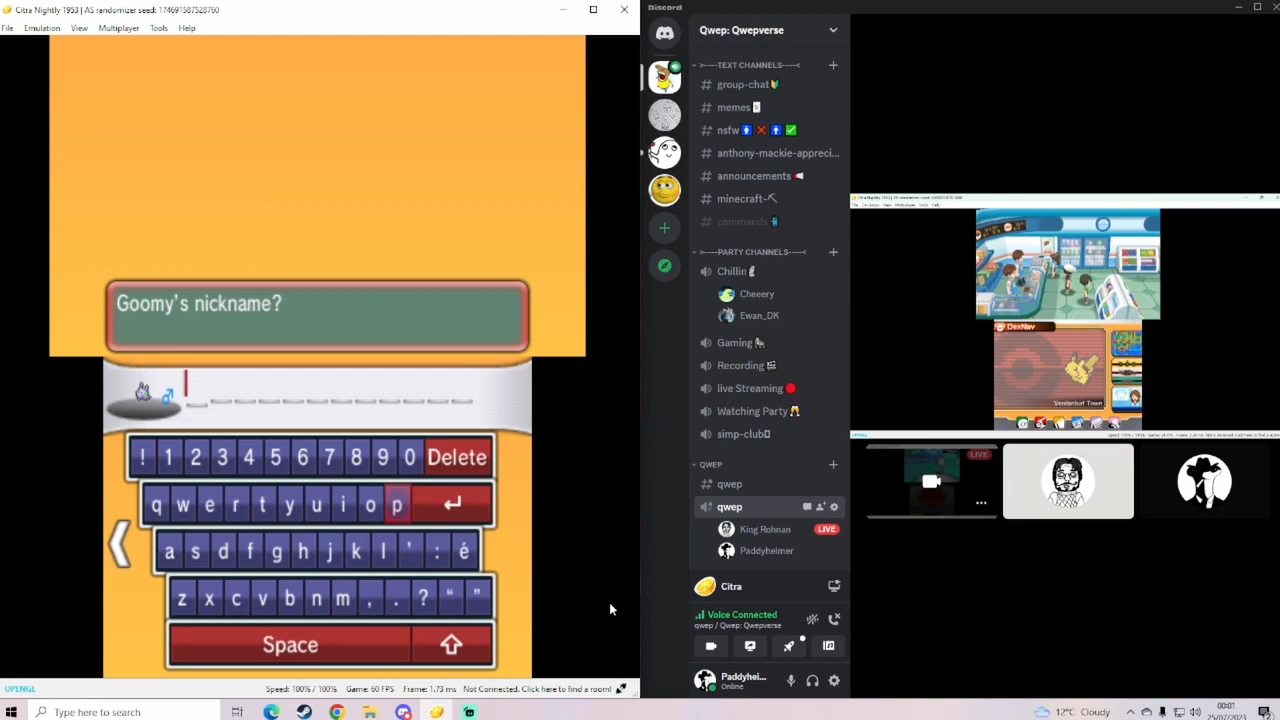 Citra Nightly 1953 | AS randomizer seed: 174691587528760
File Emulation View Multiplayer Tools Help
Goomy's nickname?
! 1 2 3 4 5 6 7 8 9 0 Delete
q w e r t y u i o p
a s d f g h j k l ' : é
z x c v b n m , . ? “ ”
Space
OPENGL Speed: 100% / 100% Game: 60 FPS Frame: 1.73 ms Not Connected. Click here to find a room!
Discord
Qwep: Qwepverse
>----TEXT CHANNELS----<
group-chat
memes
nsfw
anthony-mackie-appreci...
announcements
minecraft-
commands
>----PARTY CHANNELS----<
Chillin
Cheeery
Ewan_DK
Gaming
Recording
live Streaming
Watching Party
simp-club
QWEP
qwep
qwep
King Rohnan LIVE
Paddyheimer
Citra
Voice Connected
qwep / Qwep: Qwepverse
Paddyhei...
Online
DexNav
Verdanturf Town
LIVE
Type here to search
12°C Cloudy
00:01
25/07/2023